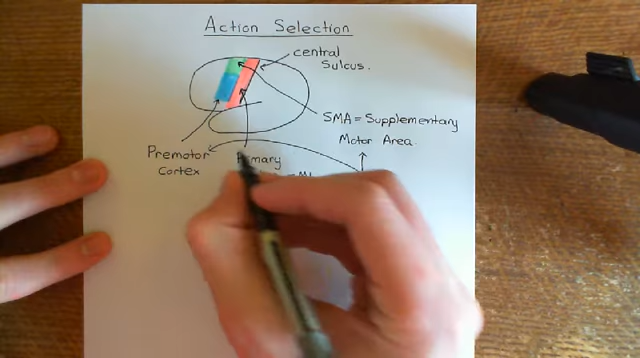 Action Selection
central
Sulcus.
SMA = Supplementary
Motor Area.
Premotor
Cortex
Primary